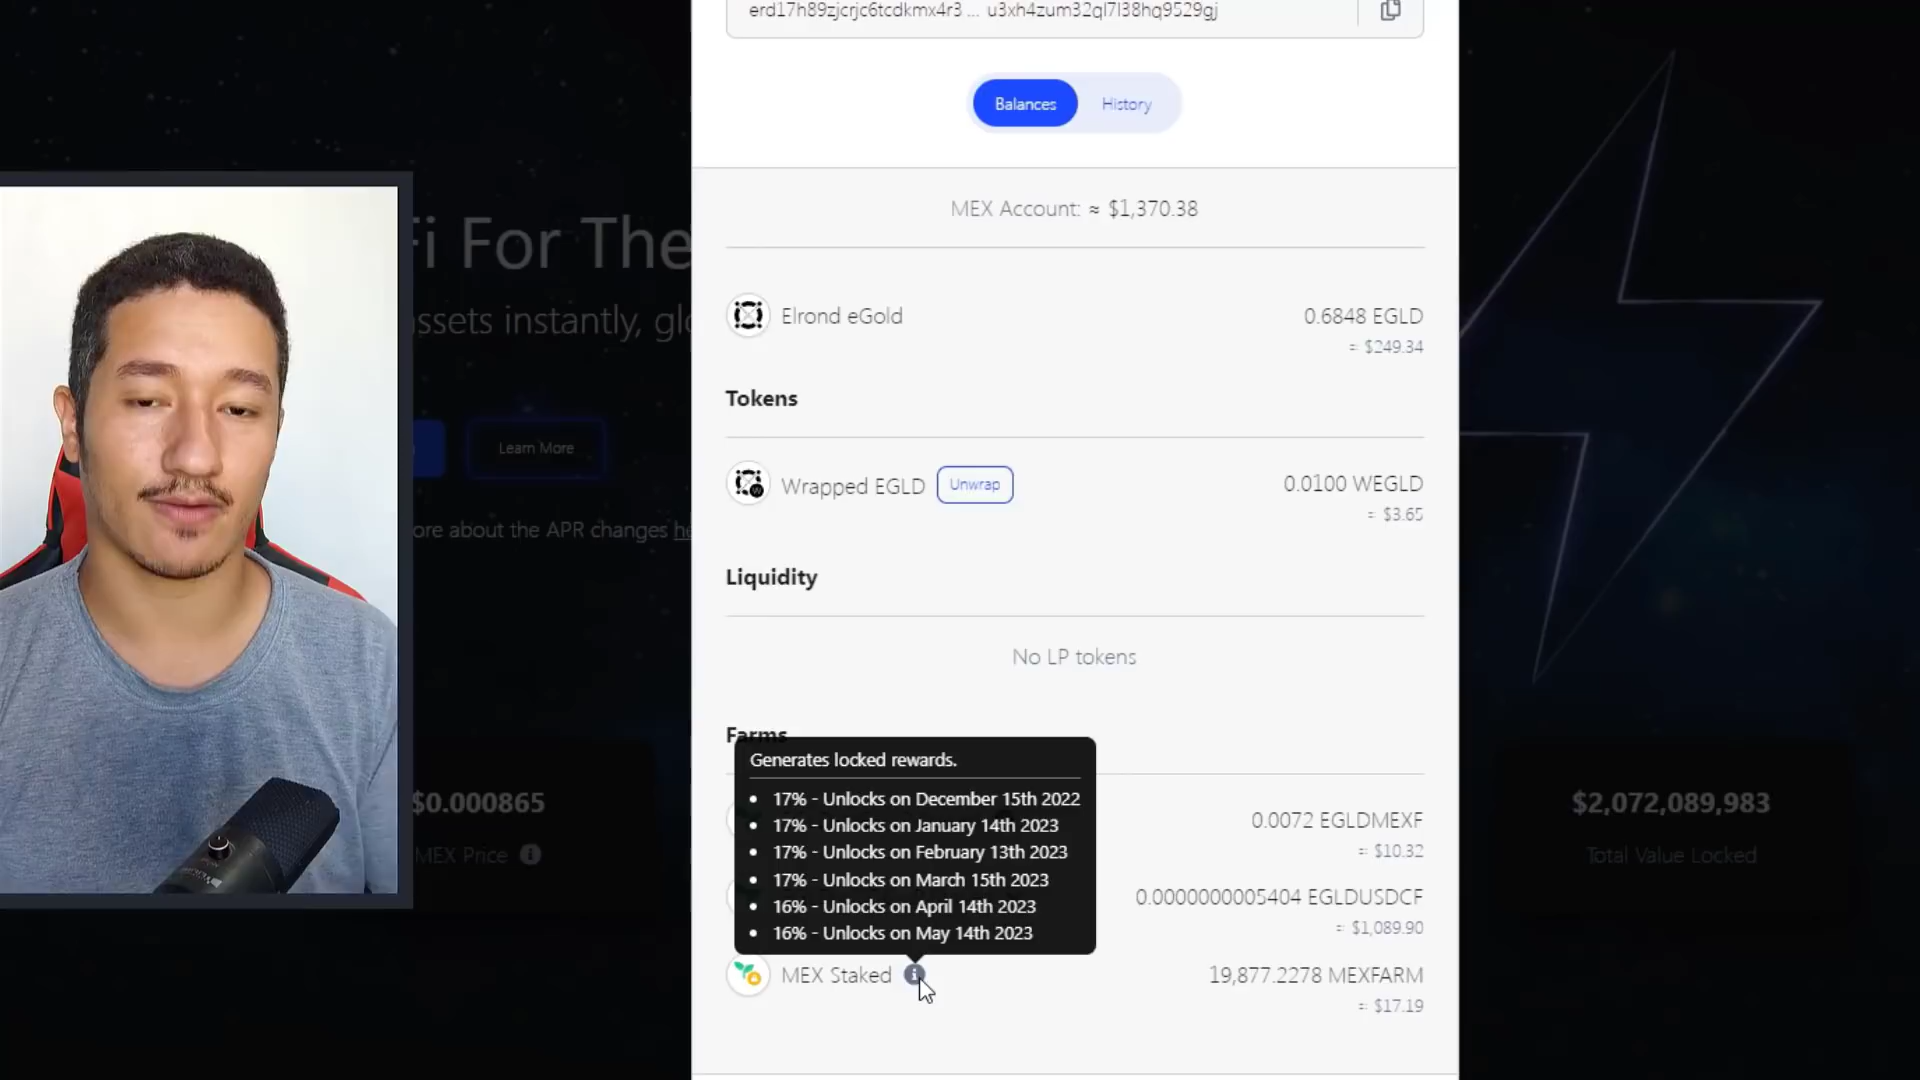 erd17h89zjcrjc6tcdkmx4r3 ... u3xh4zum32ql7l38hq9529gj
Balances
History
MEX Account: ≈ $1,370.38
Fi For The
assets instantly, glo
Learn More
ore about the APR changes he
Elrond eGold
0.6848 EGLD
≈ $249.34
Tokens
Wrapped EGLD
Unwrap
0.0100 WEGLD
≈ $3.65
Liquidity
No LP tokens
Farms
Generates locked rewards.
• 17% - Unlocks on December 15th 2022
• 17% - Unlocks on January 14th 2023
• 17% - Unlocks on February 13th 2023
• 17% - Unlocks on March 15th 2023
• 16% - Unlocks on April 14th 2023
• 16% - Unlocks on May 14th 2023
0.0072 EGLDMEXF
≈ $10.32
0.0000000005404 EGLDUSDCF
≈ $1,089.90
MEX Staked
19,877.2278 MEXFARM
≈ $17.19
$0.000865
MEX Price
$2,072,089,983
Total Value Locked